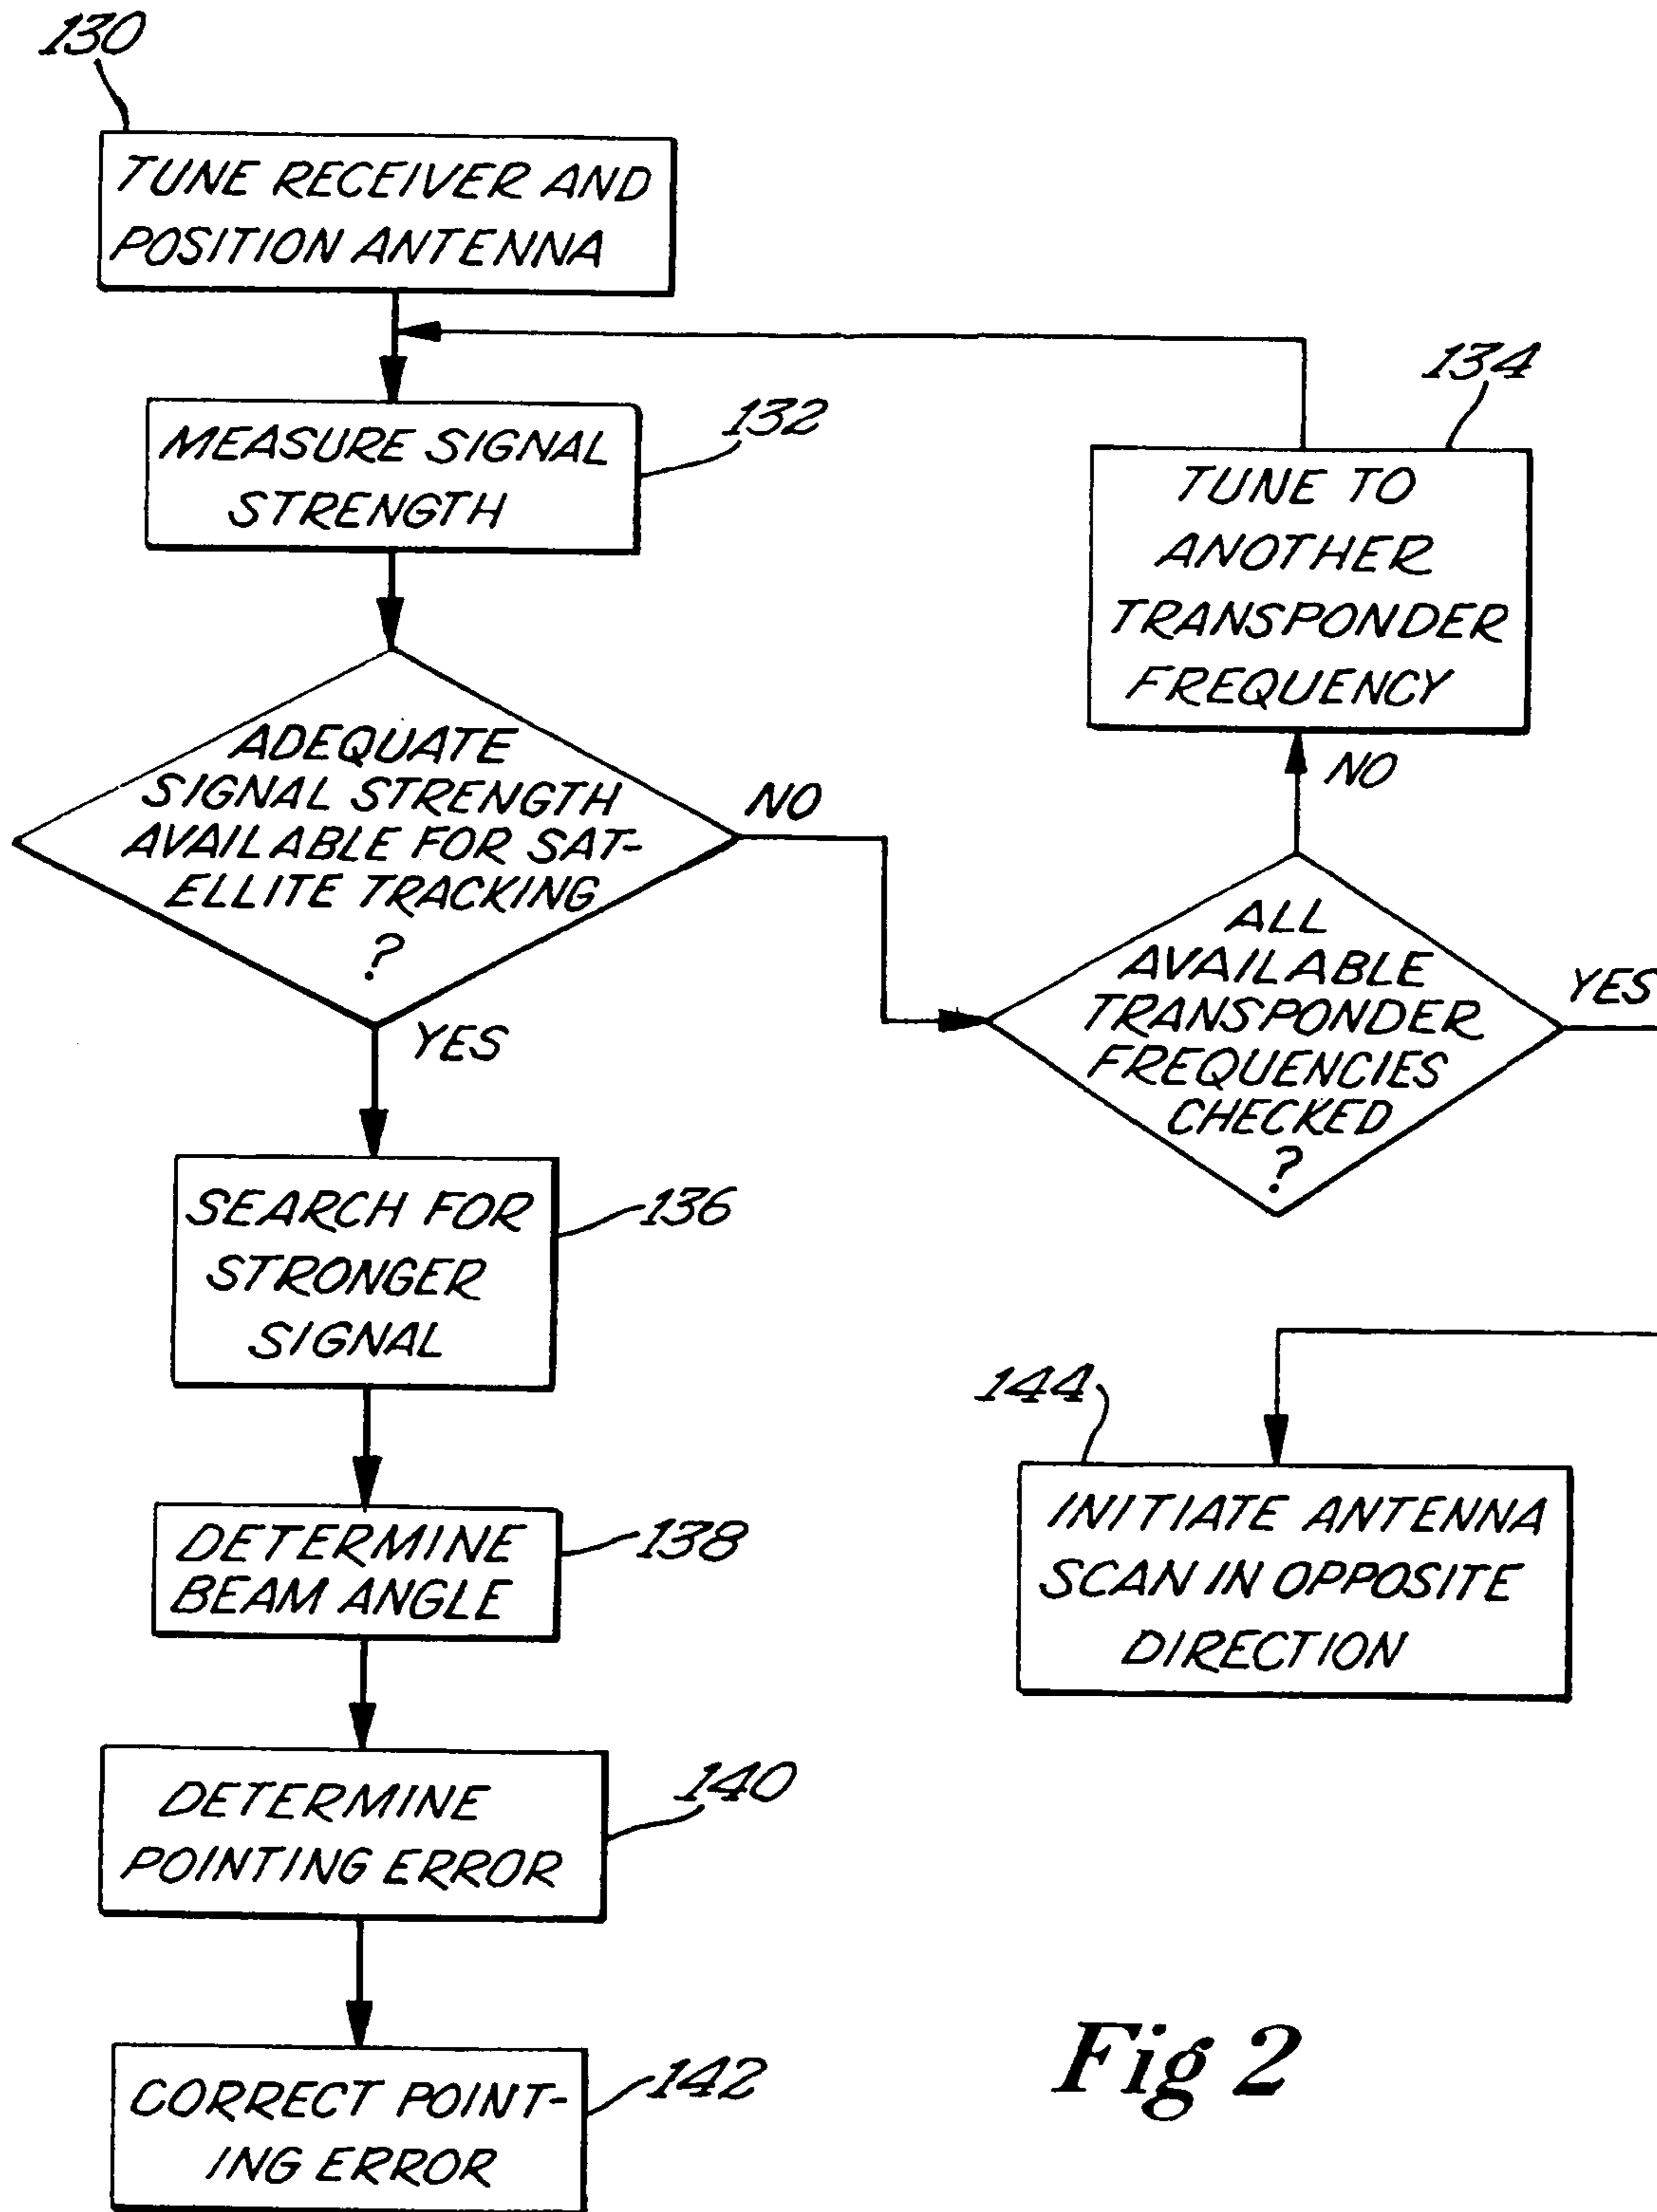 130
TUNE RECEIVER AND
POSITION ANTENNA
MEASURE SIGNAL
STRENGTH
132
134
TUNE TO
ANOTHER
TRANSPONDER
FREQUENCY
NO
ADEQUATE
SIGNAL STRENGTH
AVAILABLE FOR SAT-
ELLITE TRACKING
?
NO
YES
ALL
AVAILABLE
TRANSPONDER
FREQUENCIES
CHECKED
?
YES
SEARCH FOR
STRONGER
SIGNAL
136
DETERMINE
BEAM ANGLE
138
144
INITIATE ANTENNA
SCAN IN OPPOSITE
DIRECTION
DETERMINE
POINTING ERROR
140
CORRECT POINT-
ING ERROR
142
Fig 2